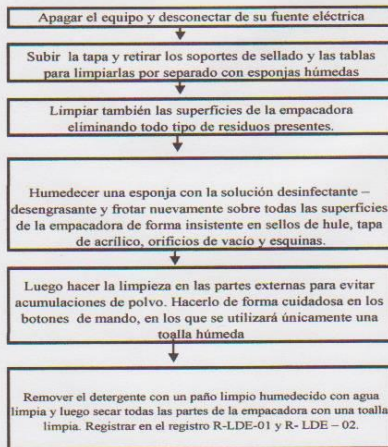 Apagar el equipo y desconectar de su fuente eléctrica
Subir la tapa y retirar los soportes de sellado y las tablas
para limpiarlas por separado con esponjas húmedas
Limpiar también las superficies de la empacadora
eliminando todo tipo de residuos presentes.
Humedecer una esponja con la solución desinfectante –
desengrasante y frotar nuevamente sobre todas las superficies
de la empacadora de forma insistente en sellos de hule, tapa
de acrílico, orificios de vacío y esquinas.
Luego hacer la limpieza en las partes externas para evitar
acumulaciones de polvo. Hacerlo de forma cuidadosa en los
botones de mando, en los que se utilizará únicamente una
toalla húmeda
Remover el detergente con un paño limpio humedecido con agua
limpia y luego secar todas las partes de la empacadora con una toalla
limpia. Registrar en el registro R-LDE-01 y R- LDE – 02.